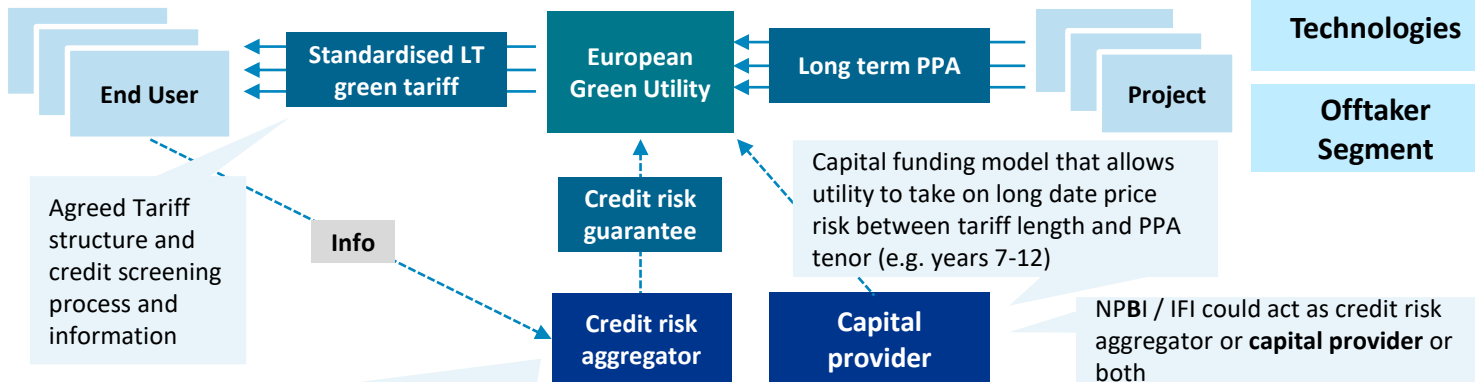 End User
Standardised LT
green tariff
European
Green Utility
Long term PPA
Project
Technologies
Offtaker
Segment
Agreed Tariff
structure and
credit screening
process and
information
Info
Credit risk
guarantee
Capital funding model that allows
utility to take on long date price
risk between tariff length and PPA
tenor (e.g. years 7-12)
Credit risk
aggregator
Capital
provider
NPBI / IFI could act as credit risk
aggregator or capital provider or
both